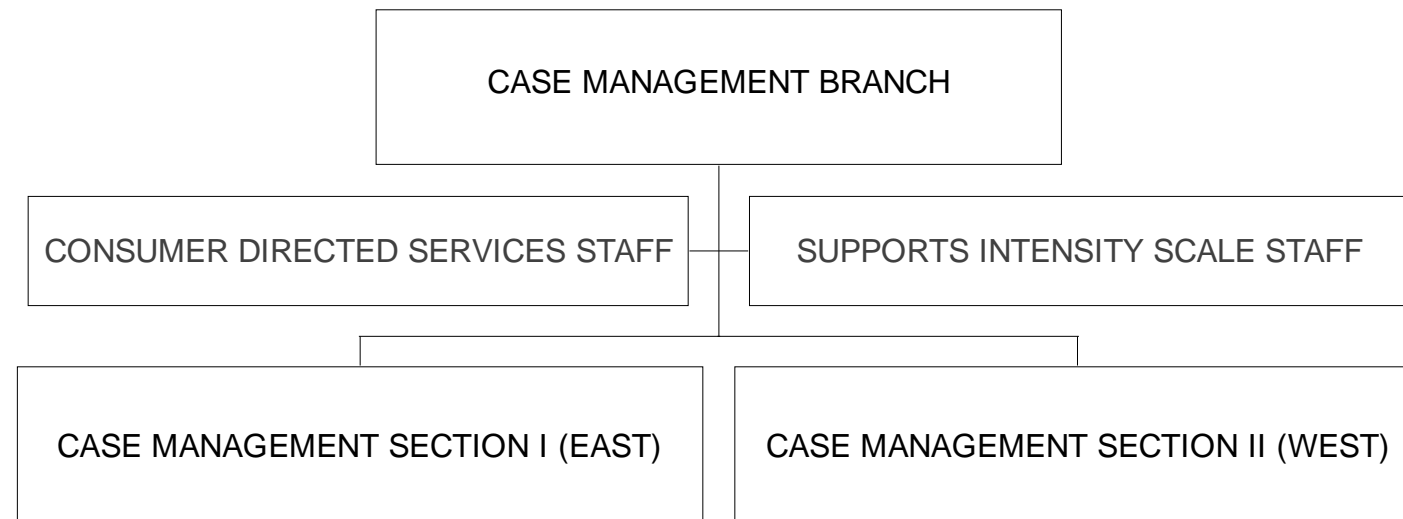 CASE MANAGEMENT BRANCH
CONSUMER DIRECTED SERVICES STAFF
SUPPORTS INTENSITY SCALE STAFF
CASE MANAGEMENT SECTION I (EAST)
CASE MANAGEMENT SECTION II (WEST)